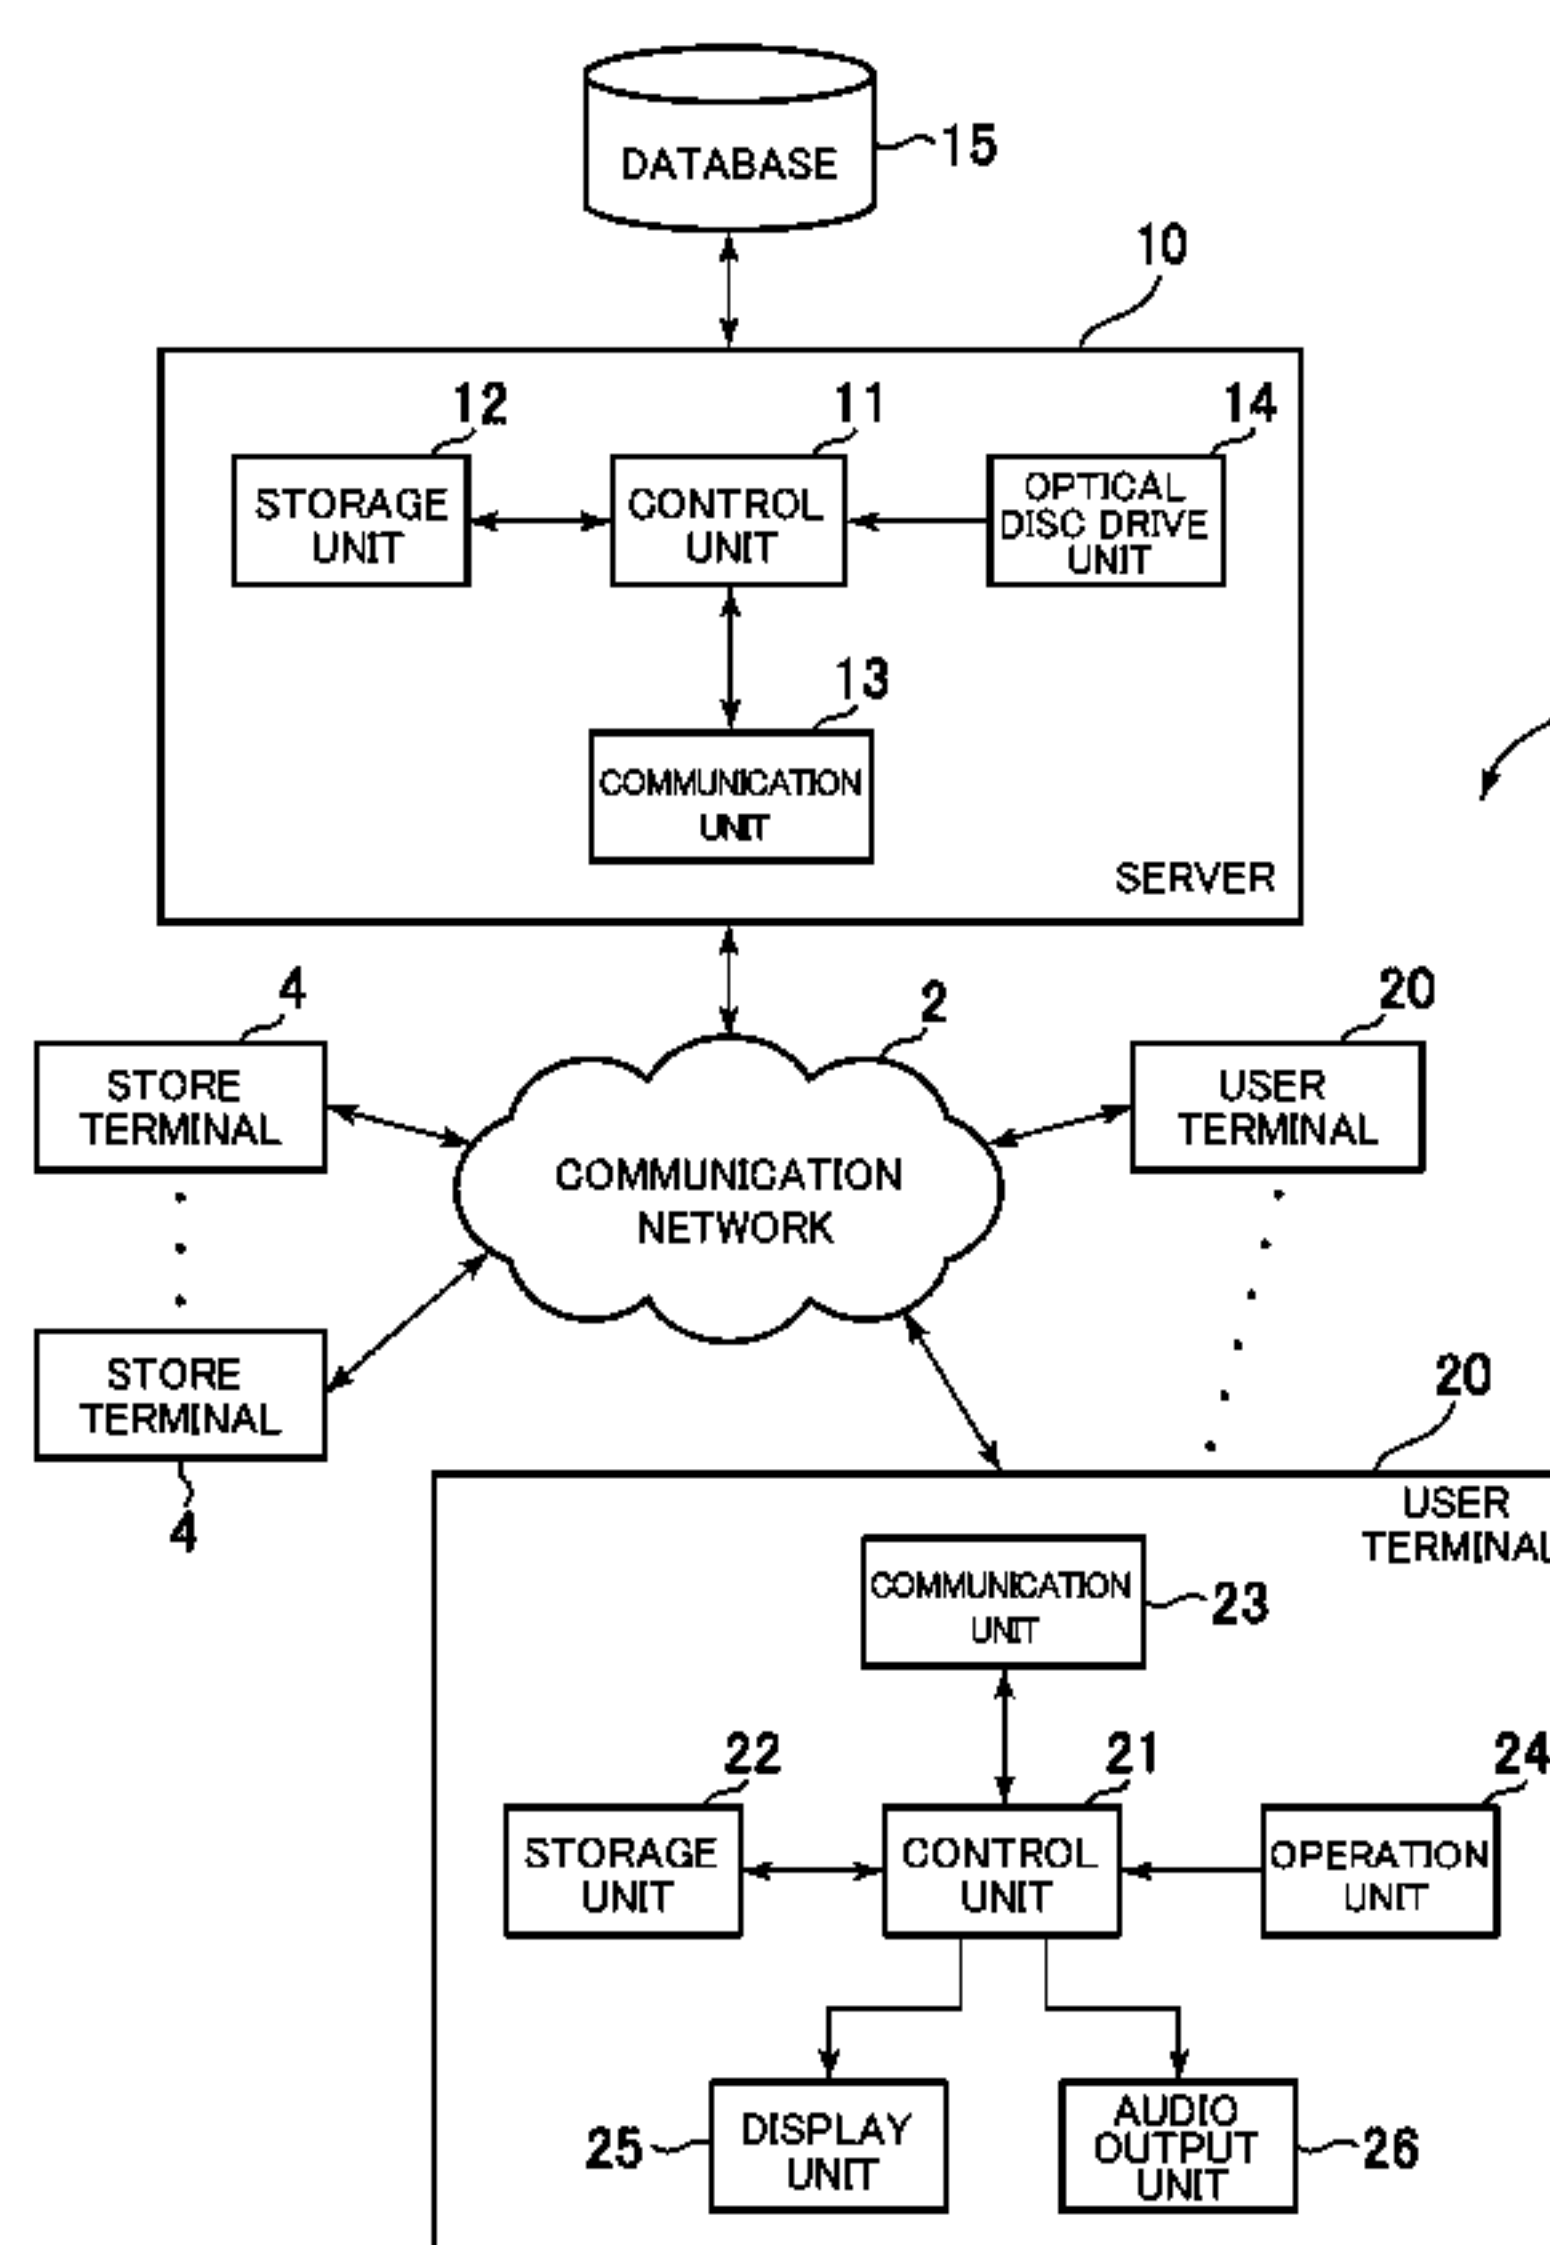 DATABASE
15
10
12
11
14
STORAGE
UNIT
CONTROL
UNIT
OPTICAL
DISC DRIVE
UNIT
13
COMMUNICATION
UNIT
SERVER
4
2
20
STORE
TERMINAL
USER
TERMINAL
COMMUNICATION
NETWORK
STORE
TERMINAL
4
20
USER
TERMINAL
COMMUNICATION
UNIT
23
22
21
24
STORAGE
UNIT
CONTROL
UNIT
OPERATION
UNIT
25
DISPLAY
UNIT
AUDIO
OUTPUT
UNIT
26